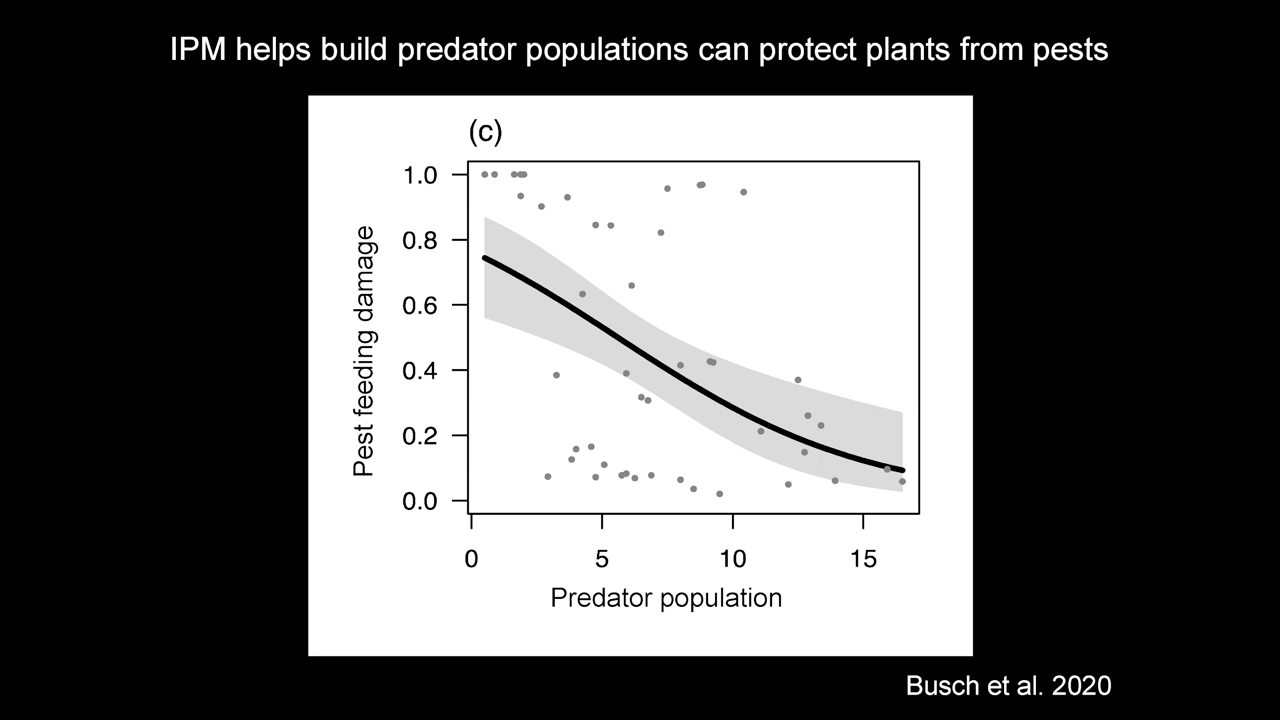 IPM helps build predator populations can protect plants from pests
(c)
Pest feeding damage
1.0
0.8
0.6
0.4
0.2
0.0
0 5 10 15
Predator population
Busch et al. 2020